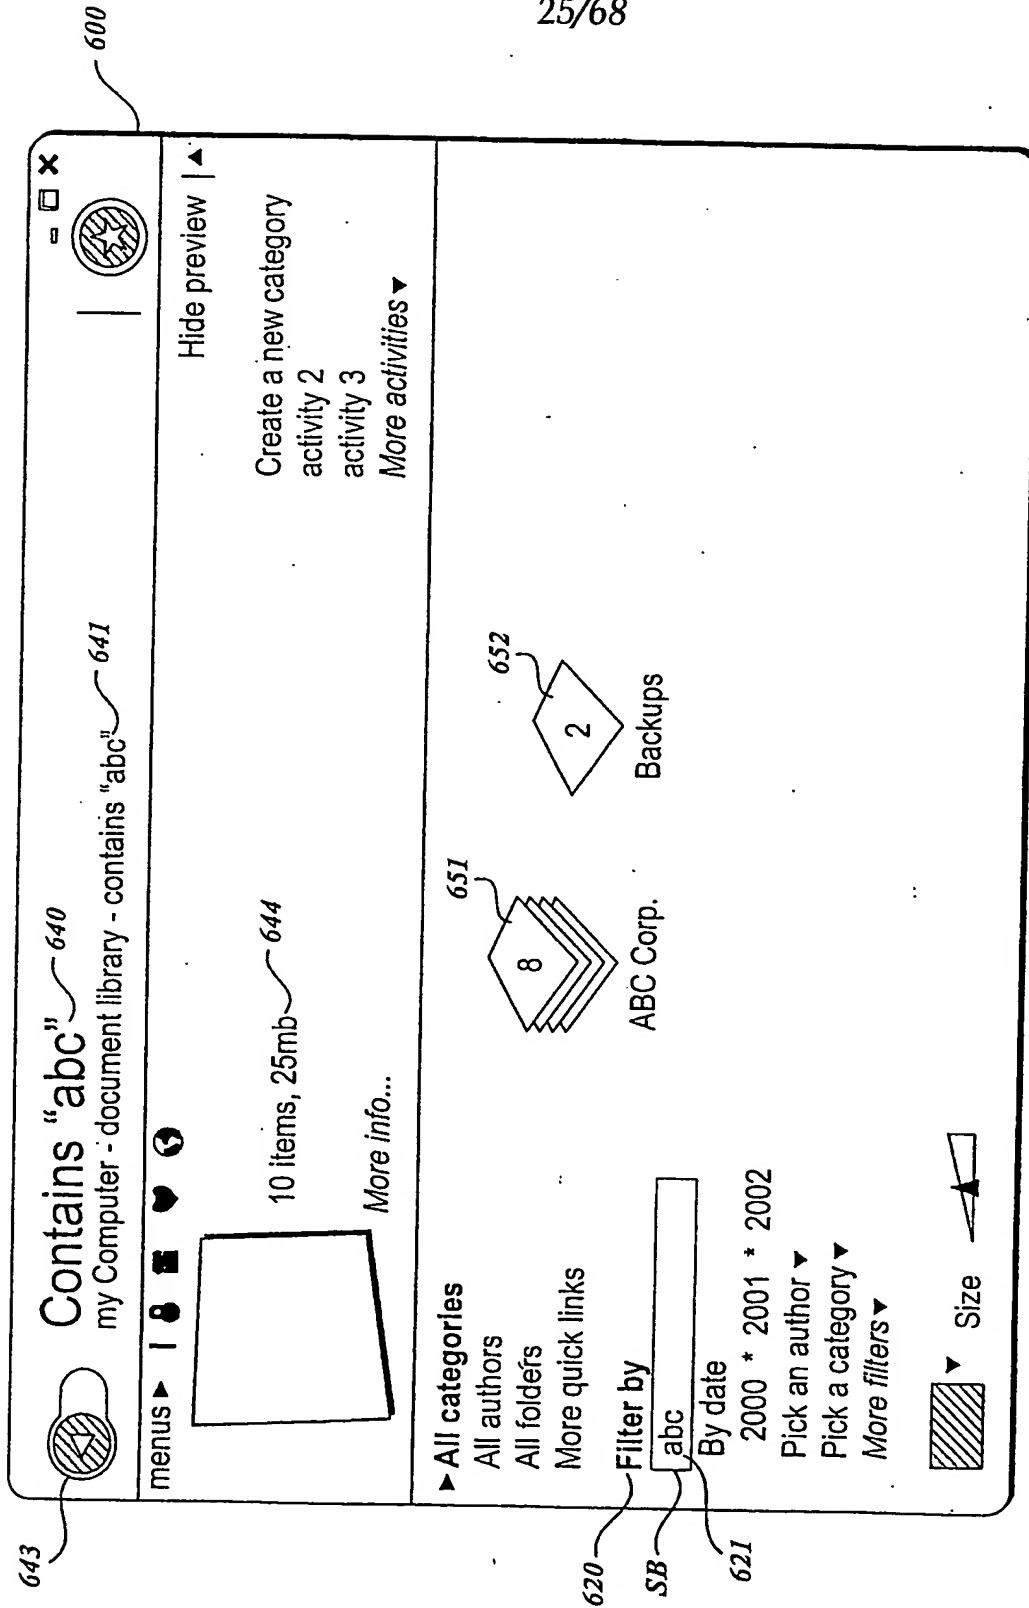 25/68
600
643
Contains “abc”
640
my Computer - document library - contains “abc”
641
menus
Hide preview
10 items, 25mb
644
More info...
Create a new category
activity 2
activity 3
More activities
All categories
All authors
All folders
More quick links
620
Filter by
SB
abc
621
By date
2000 * 2001 * 2002
Pick an author
Pick a category
More filters
Size
651
8
ABC Corp.
652
2
Backups